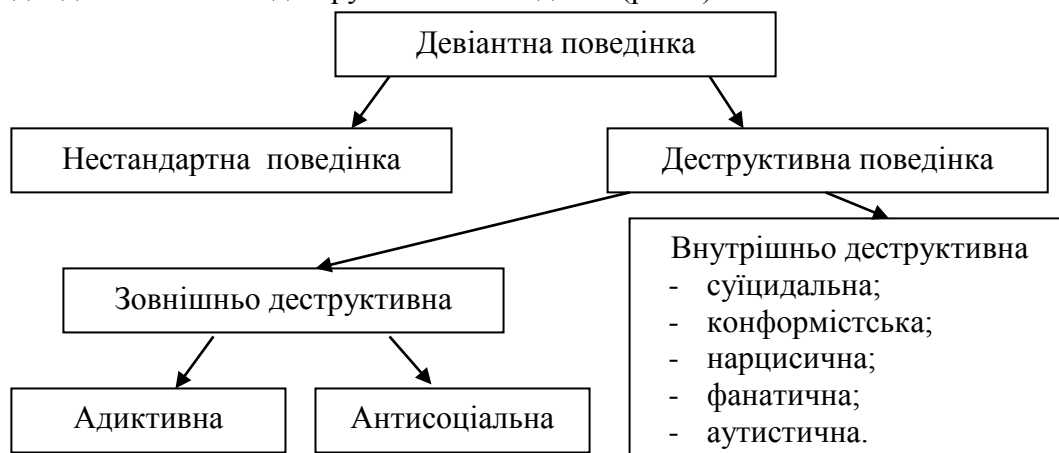 Девіантна поведінка
Нестандартна поведінка
Деструктивна поведінка
Зовнішньо деструктивна
Внутрішньо деструктивна
- суїцидальна;
- конформістська;
- нарцисична;
- фанатична;
- аутистична.
Адиктивна
Антисоціальна